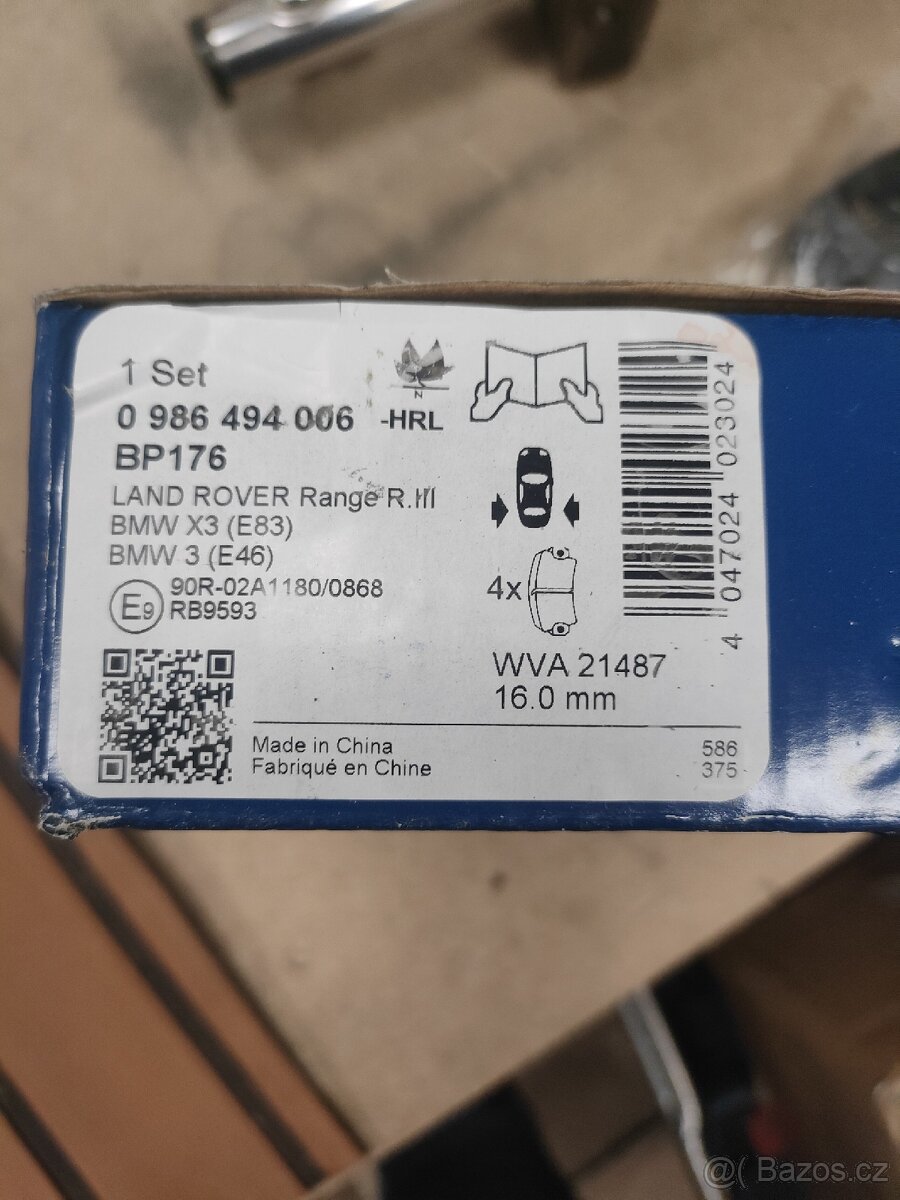 1 Set
0 986 494 006 -HRL
BP176
LAND ROVER Range R.III
BMW X3 (E83)
BMW 3 (E46)
E9 90R-02A1180/0868
RB9593
N
4x
WVA 21487
16.0 mm
4 047024 023024
Made in China
Fabriqué en Chine
586
375
@( Bazos.cz